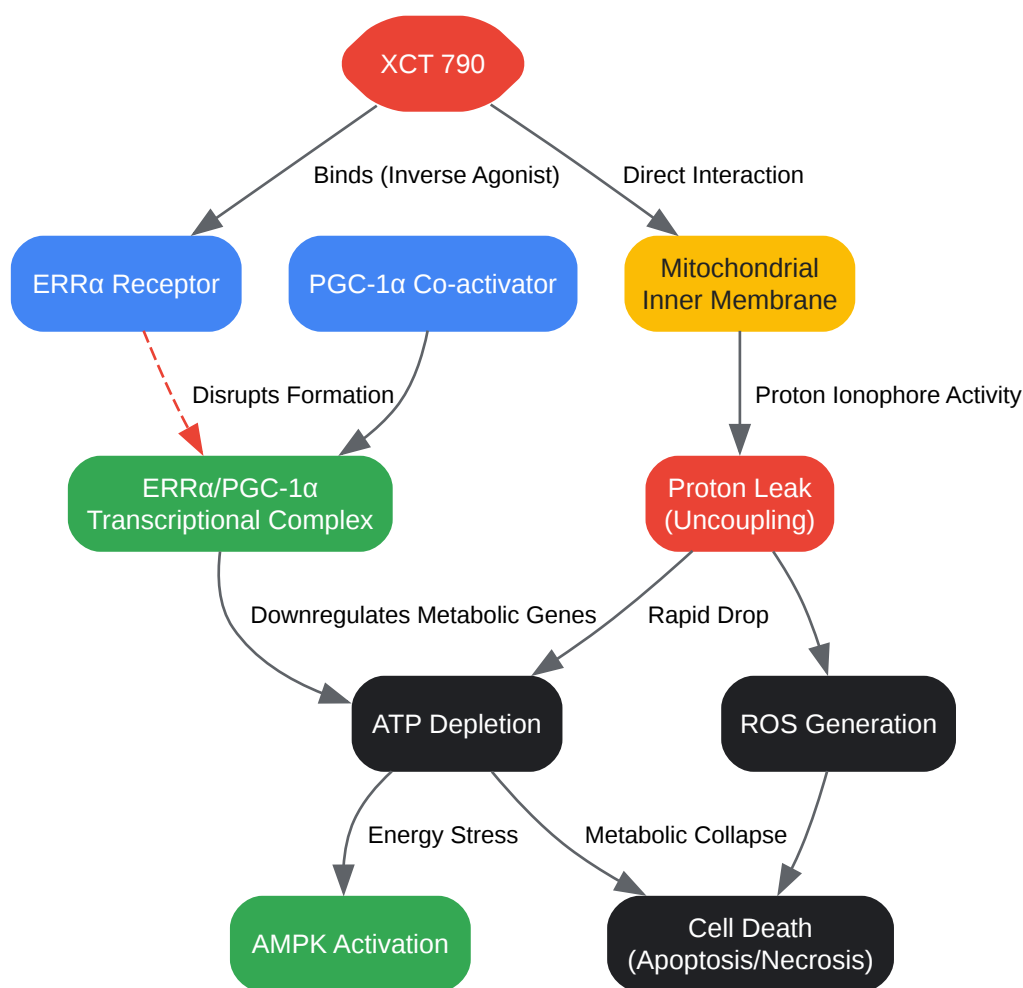 XCT 790
Binds (Inverse Agonist)
Direct Interaction
ERRα Receptor
PGC-1α Co-activator
Mitochondrial
Inner Membrane
Disrupts Formation
Proton Ionophore Activity
ERRα/PGC-1α
Transcriptional Complex
Proton Leak
(Uncoupling)
Downregulates Metabolic Genes
Rapid Drop
ATP Depletion
ROS Generation
Energy Stress
Metabolic Collapse
AMPK Activation
Cell Death
(Apoptosis/Necrosis)